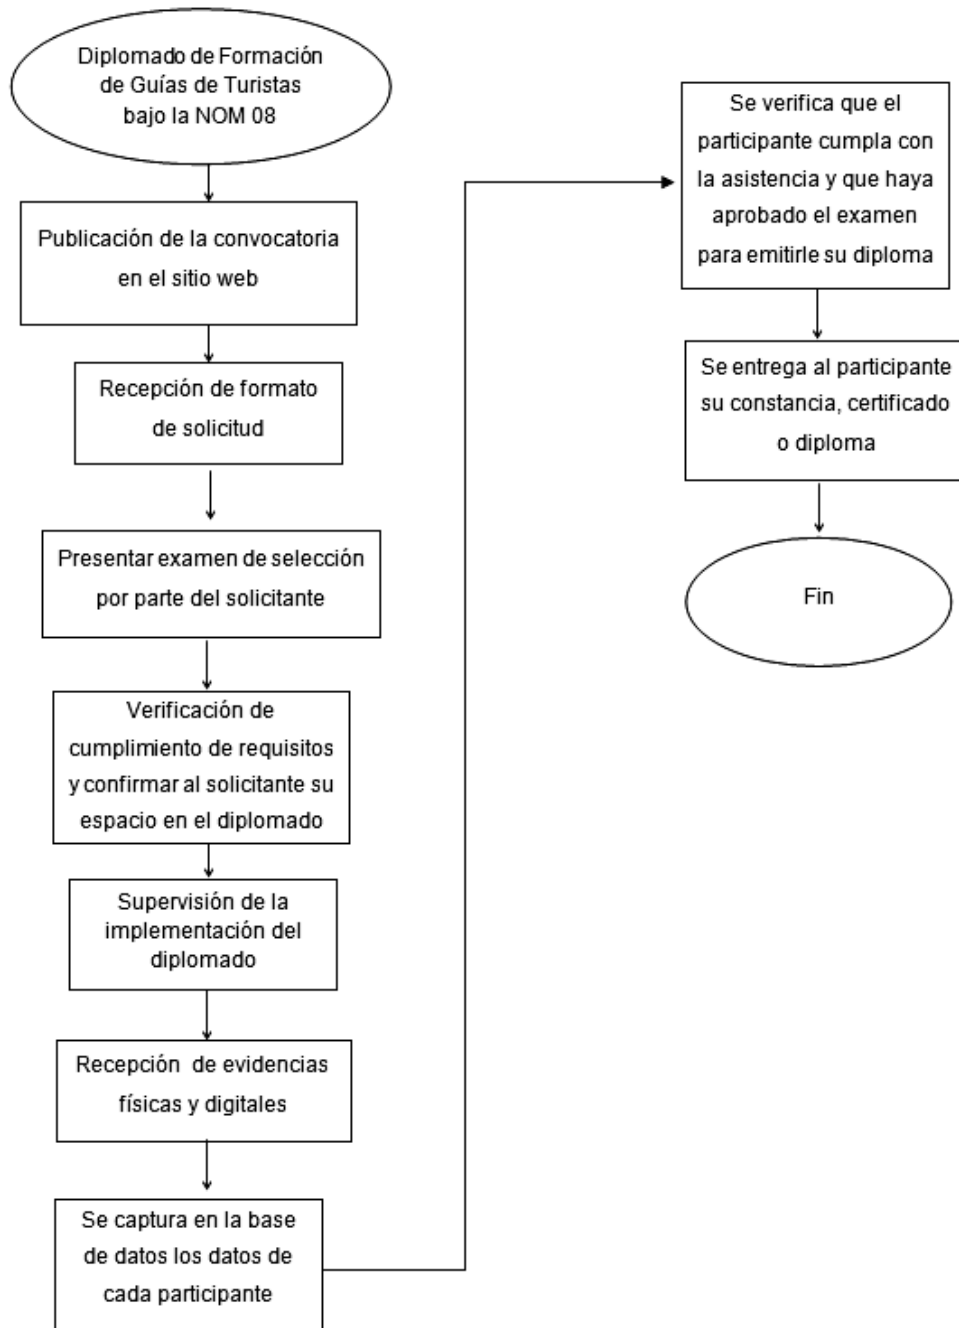 Diplomado de Formación
de Guías de Turistas
bajo la NOM 08
Publicación de la convocatoria
en el sitio web
Recepción de formato
de solicitud
Presentar examen de selección
por parte del solicitante
Verificación de
cumplimiento de requisitos
y confirmar al solicitante su
espacio en el diplomado
Supervisión de la
implementación del
diplomado
Recepción de evidencias
físicas y digitales
Se captura en la base
de datos los datos de
cada participante
Se verifica que el
participante cumpla con
la asistencia y que haya
aprobado el examen
para emitirle su diploma
Se entrega al participante
su constancia, certificado
o diploma
Fin